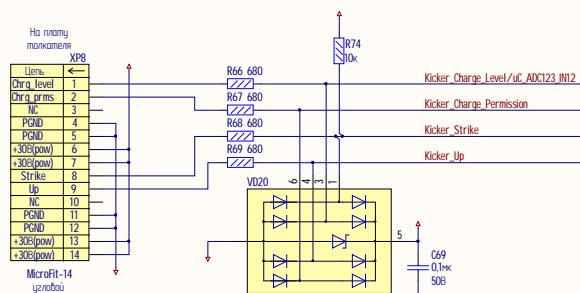 На плату
толкателя
XP8
Цепь
Chrg_level 1
Chrg_prms 2
NC 3
PGND 4
PGND 5
+30В(pow) 6
+30В(pow) 7
Strike 8
Up 9
NC 10
PGND 11
PGND 12
+30В(pow) 13
+30В(pow) 14
MicroFit-14
угловой
R74
10к
R66 680
R67 680
R68 680
R69 680
Kicker_Charge_Level/uC_ADC123_IN12
Kicker_Charge_Permission
Kicker_Strike
Kicker_Up
VD20
6
4
3
1
5
C69
0,1мк
50В